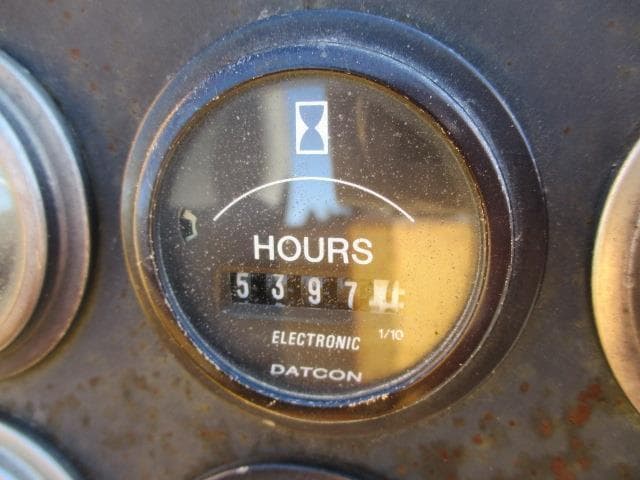 HOURS
5397
1/10
ELECTRONIC
DATCON